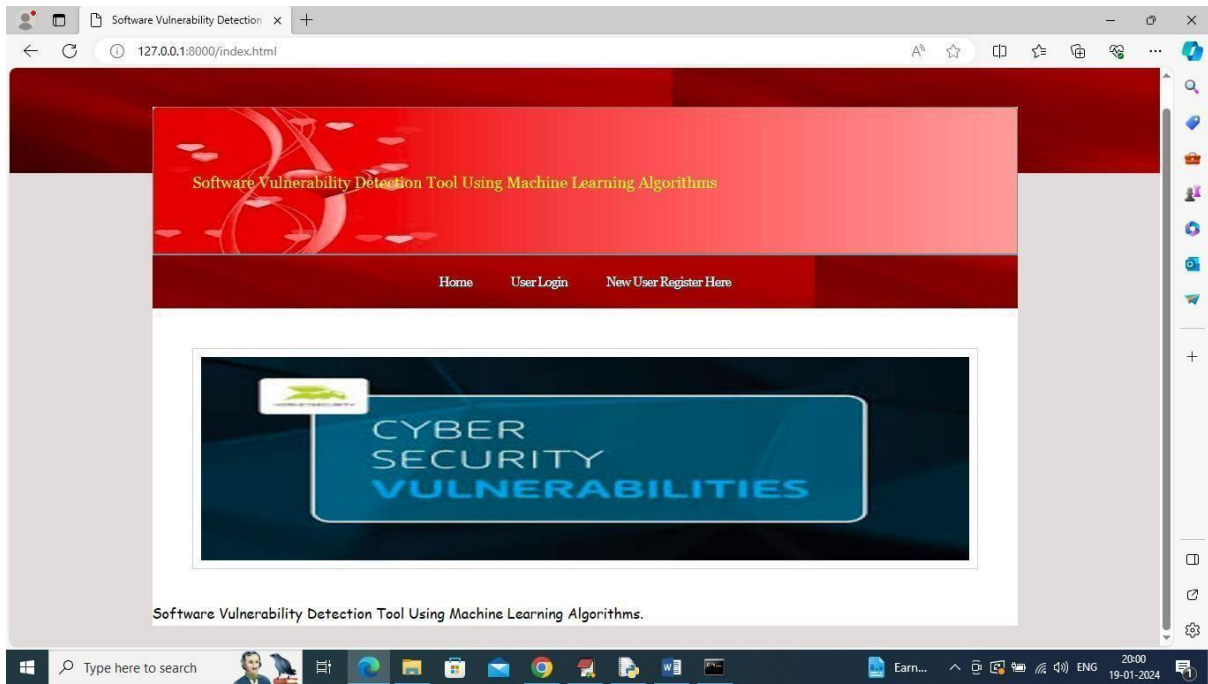 Software Vulnerability Detection
127.0.0.1:8000/index.html
Software Vulnerability Detection Tool Using Machine Learning Algorithms
Home User Login New User Register Here
CYBER
SECURITY
VULNERABILITIES
Software Vulnerability Detection Tool Using Machine Learning Algorithms.
Type here to search Earn... ENG 20:00
19-01-2024